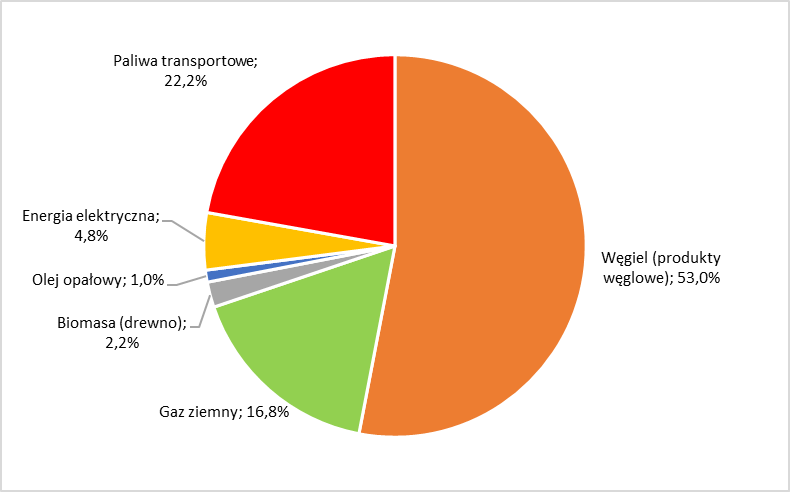 Paliwa transportowe;
22,2%
Energia elektryczna;
4,8%
Olej opałowy; 1,0%
Biomasa (drewno);
2,2%
Gaz ziemny; 16,8%
Węgiel (produkty
węglowe); 53,0%